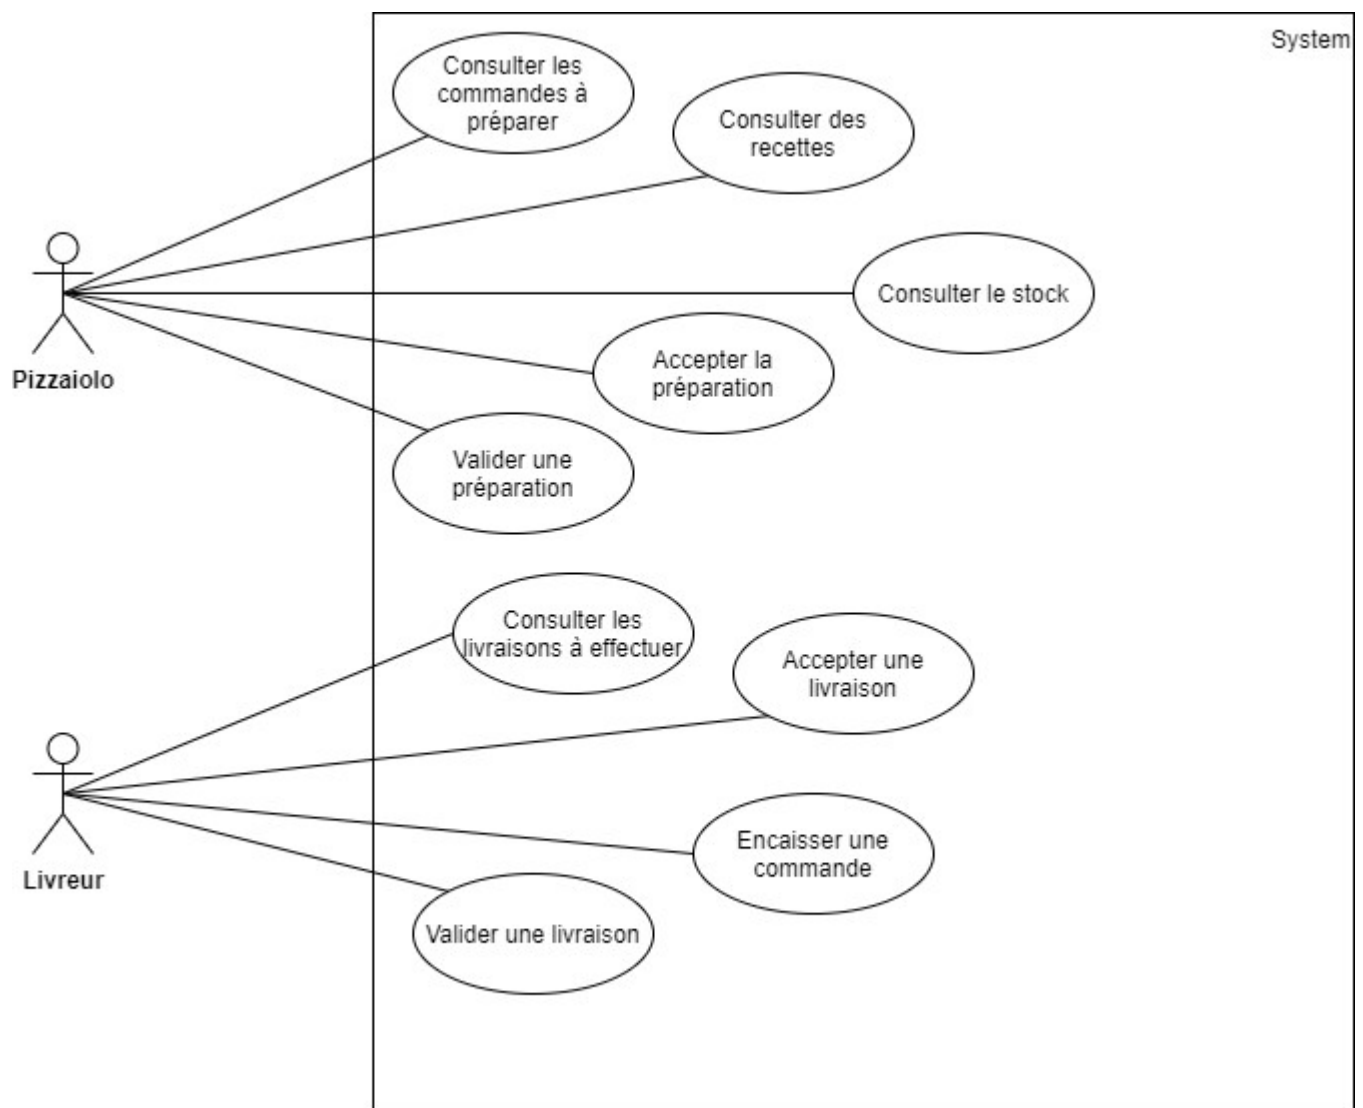 System
Consulter les
commandes à
préparer
Consulter des
recettes
Consulter le stock
Pizzaiolo
Accepter la
préparation
Valider une
préparation
Consulter les
livraisons à effectuer
Accepter une
livraison
Encaisser une
commande
Livreur
Valider une livraison